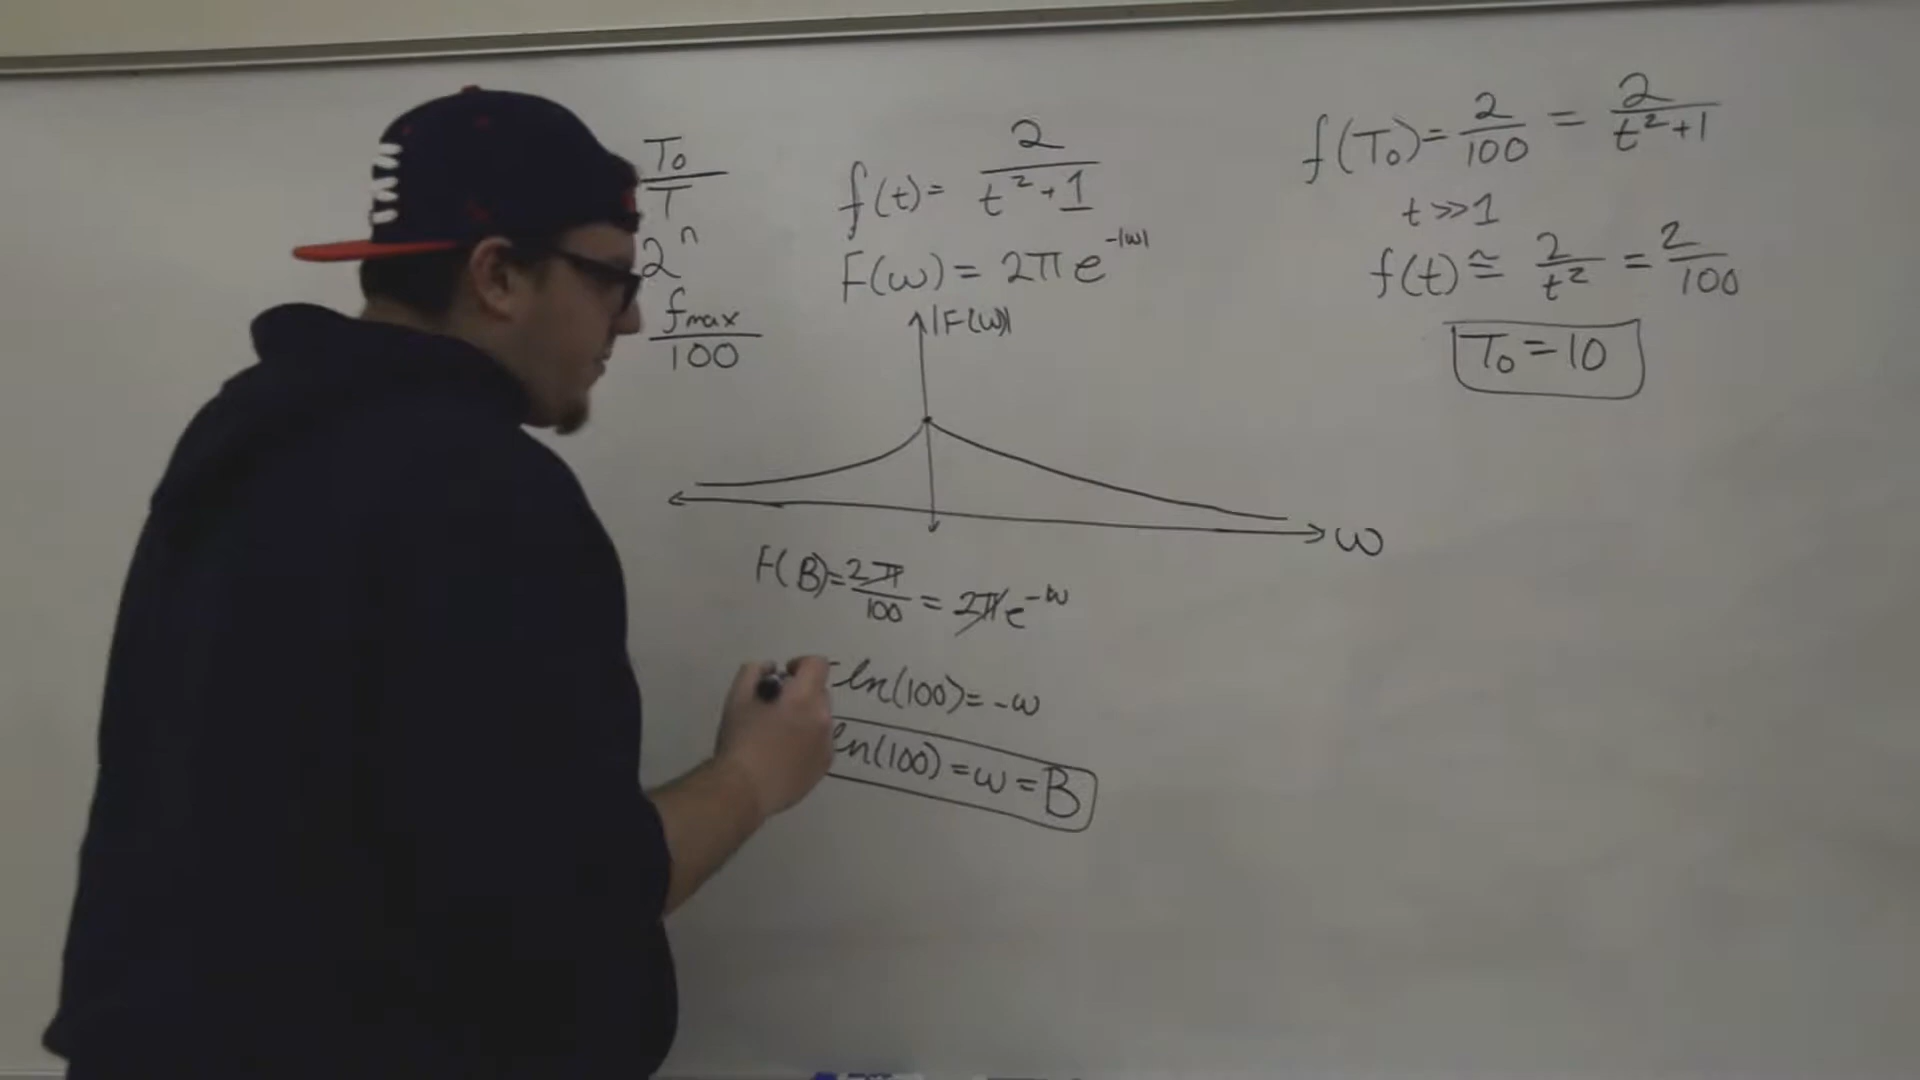 T₀/T
2ⁿ
fmax/100
f(t)= 2/(t²+1)
F(ω)=2πe^-|ω|
|F(ω)|
ω
F(B)=2π/100=2πe^-ω
-ln(100)=-ω
ln(100)=ω=B
f(T₀)=2/100=2/(t²+1)
t>>1
f(t)≅2/t²=2/100
T₀=10